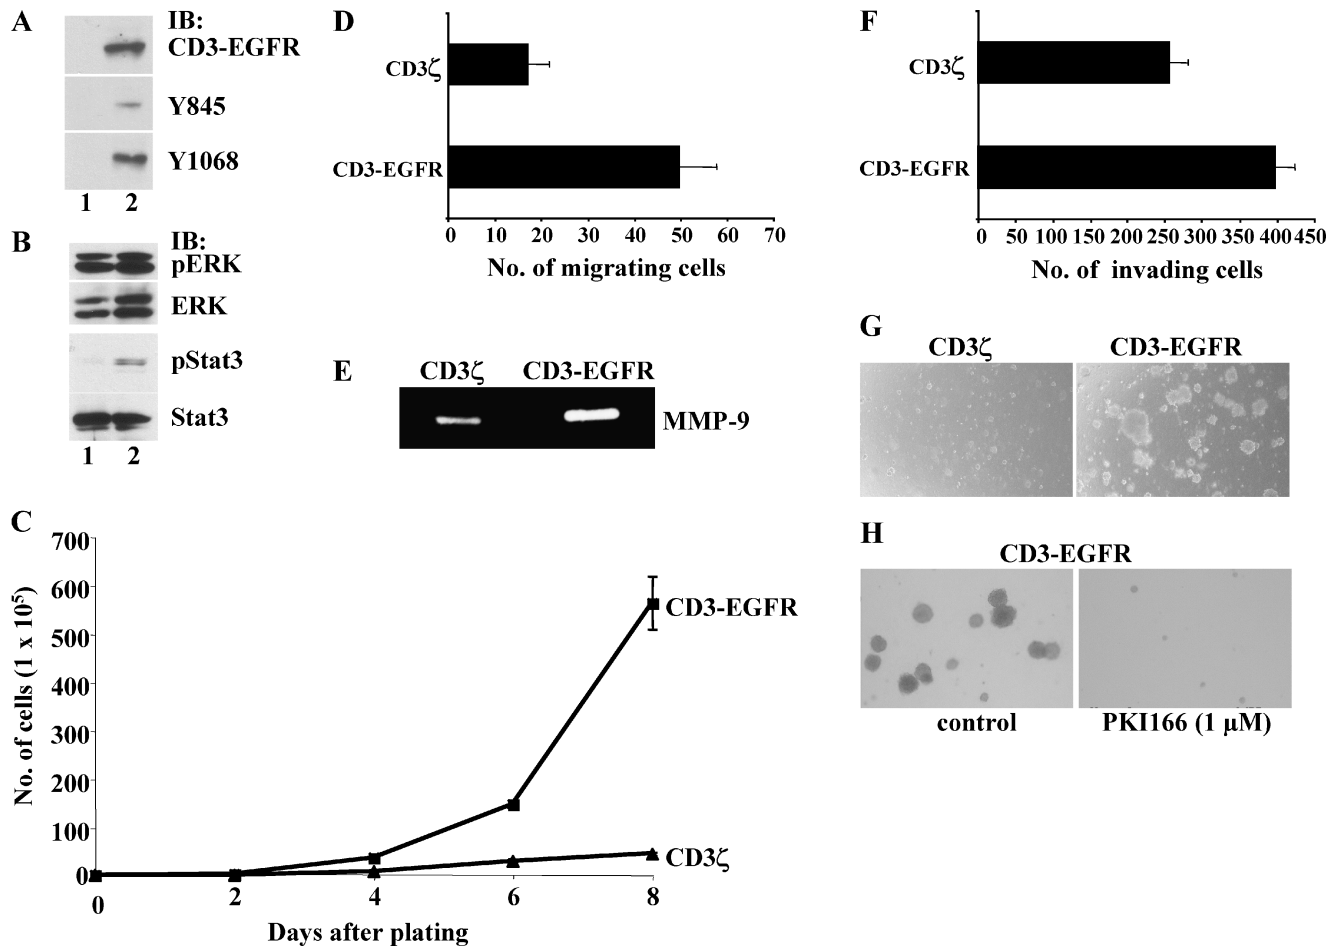 A
IB:
CD3-EGFR
Y845
Y1068
1 2
B
IB:
pERK
ERK
pStat3
Stat3
1 2
C
No. of cells (1 x 10⁵)
700
600
500
400
300
200
100
0
0 2 4 6 8
Days after plating
CD3-EGFR
CD3ζ
D
CD3ζ
CD3-EGFR
0 10 20 30 40 50 60 70
No. of migrating cells
E
CD3ζ CD3-EGFR
MMP-9
F
CD3ζ
CD3-EGFR
0 50 100 150 200 250 300 350 400 450
No. of invading cells
G
CD3ζ CD3-EGFR
H
CD3-EGFR
control PKI166 (1 μM)